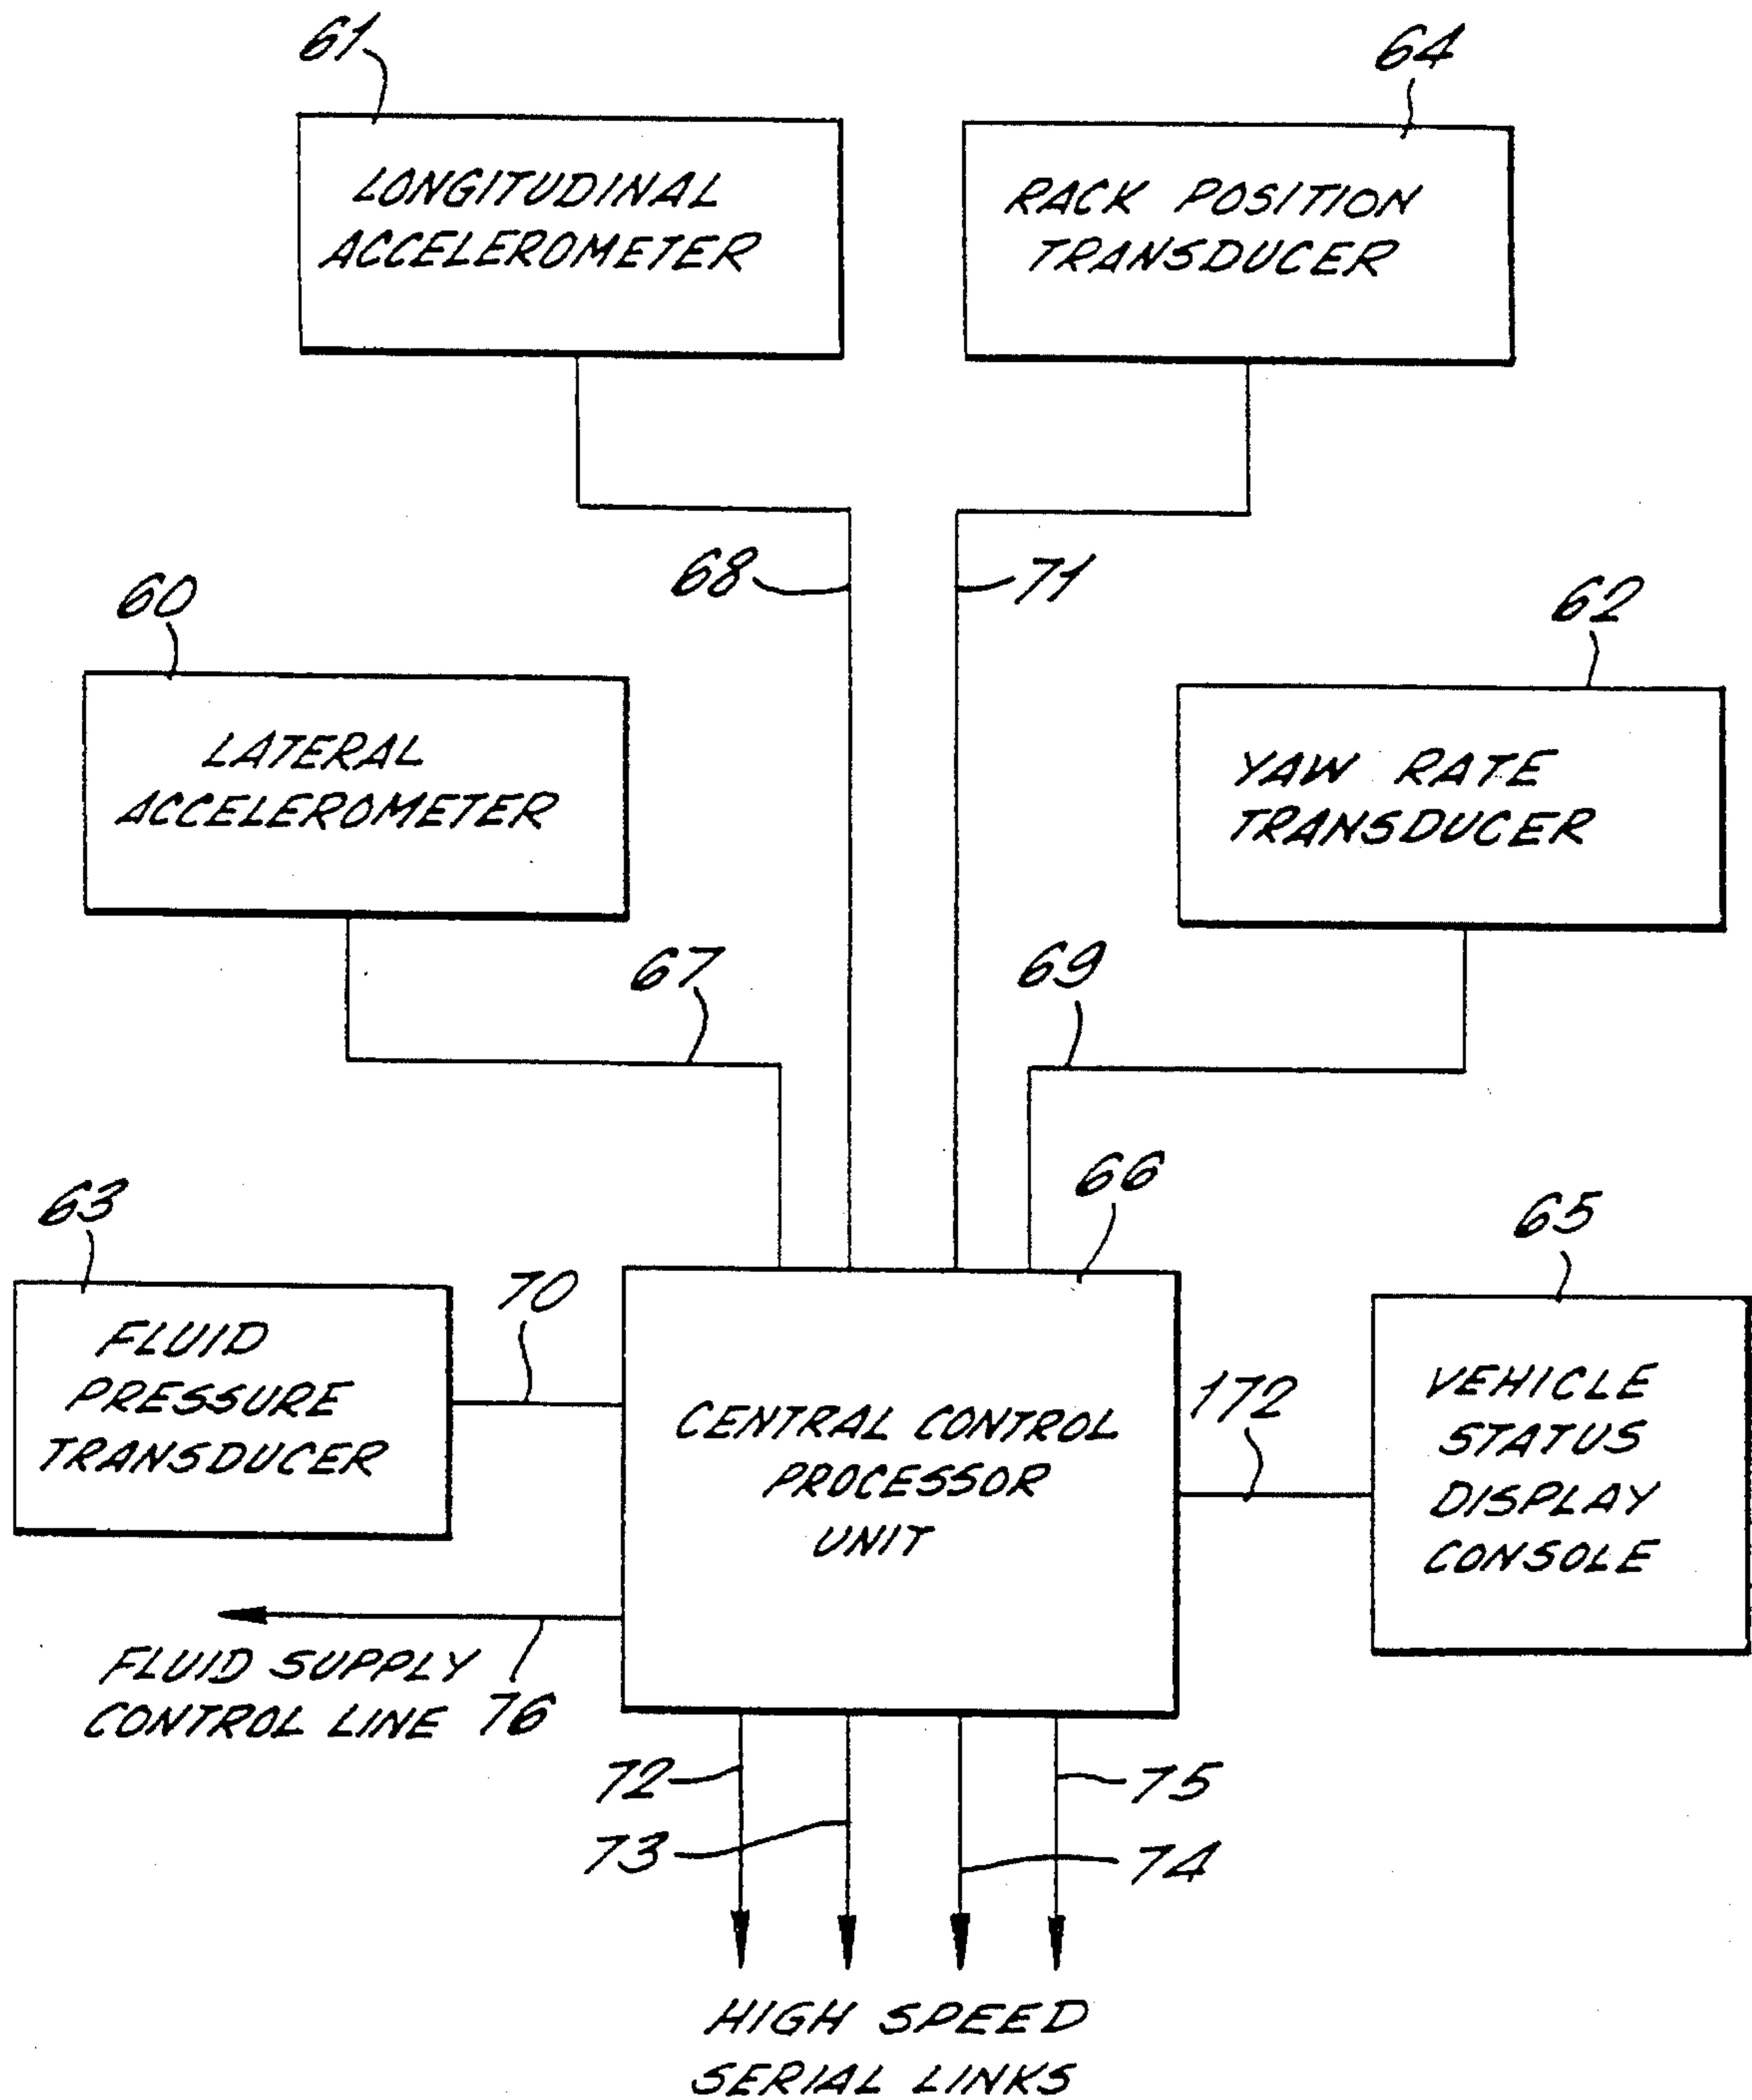 61
64
LONGITUDINAL
ACCELEROMETER
RACK POSITION
TRANSDUCER
68
71
60
62
LATERAL
ACCELEROMETER
YAW RATE
TRANSDUCER
67
69
66
63
65
70
FLUID
PRESSURE
TRANSDUCER
CENTRAL CONTROL
PROCESSOR
UNIT
172
VEHICLE
STATUS
DISPLAY
CONSOLE
FLUID SUPPLY
CONTROL LINE 76
72
75
73
74
HIGH SPEED
SERIAL LINKS